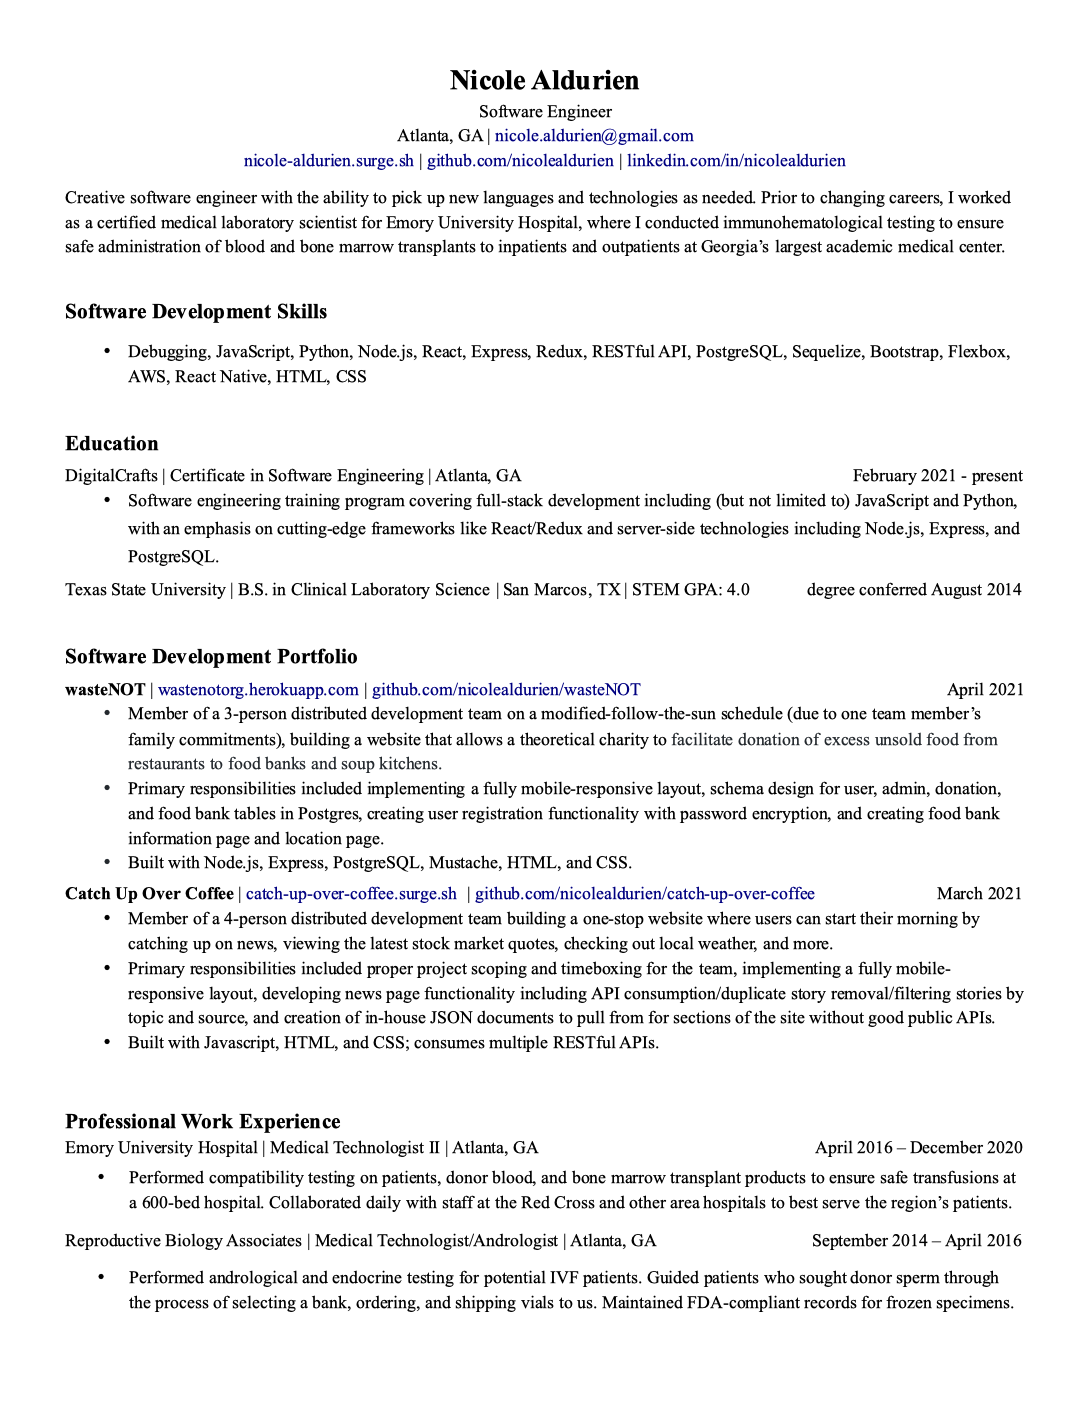 Nicole Aldurien
Software Engineer
Atlanta, GA | nicole.aldurien@gmail.com
nicole-aldurien.surge.sh | github.com/nicolealdurien | linkedin.com/in/nicolealdurien
Creative software engineer with the ability to pick up new languages and technologies as needed. Prior to changing careers, I worked
as a certified medical laboratory scientist for Emory University Hospital, where I conducted immunohematological testing to ensure
safe administration of blood and bone marrow transplants to inpatients and outpatients at Georgia’s largest academic medical center.
Software Development Skills
• Debugging, JavaScript, Python, Node.js, React, Express, Redux, RESTful API, PostgreSQL, Sequelize, Bootstrap, Flexbox,
AWS, React Native, HTML, CSS
Education
DigitalCrafts | Certificate in Software Engineering | Atlanta, GA February 2021 - present
• Software engineering training program covering full-stack development including (but not limited to) JavaScript and Python,
with an emphasis on cutting-edge frameworks like React/Redux and server-side technologies including Node.js, Express, and
PostgreSQL.
Texas State University | B.S. in Clinical Laboratory Science | San Marcos, TX | STEM GPA: 4.0 degree conferred August 2014
Software Development Portfolio
wasteNOT | wastenotorg.herokuapp.com | github.com/nicolealdurien/wasteNOT April 2021
• Member of a 3-person distributed development team on a modified-follow-the-sun schedule (due to one team member’s
family commitments), building a website that allows a theoretical charity to facilitate donation of excess unsold food from
restaurants to food banks and soup kitchens.
• Primary responsibilities included implementing a fully mobile-responsive layout, schema design for user, admin, donation,
and food bank tables in Postgres, creating user registration functionality with password encryption, and creating food bank
information page and location page.
• Built with Node.js, Express, PostgreSQL, Mustache, HTML, and CSS.
Catch Up Over Coffee | catch-up-over-coffee.surge.sh | github.com/nicolealdurien/catch-up-over-coffee March 2021
• Member of a 4-person distributed development team building a one-stop website where users can start their morning by
catching up on news, viewing the latest stock market quotes, checking out local weather, and more.
• Primary responsibilities included proper project scoping and timeboxing for the team, implementing a fully mobile-
responsive layout, developing news page functionality including API consumption/duplicate story removal/filtering stories by
topic and source, and creation of in-house JSON documents to pull from for sections of the site without good public APIs.
• Built with Javascript, HTML, and CSS; consumes multiple RESTful APIs.
Professional Work Experience
Emory University Hospital | Medical Technologist II | Atlanta, GA April 2016 – December 2020
• Performed compatibility testing on patients, donor blood, and bone marrow transplant products to ensure safe transfusions at
a 600-bed hospital. Collaborated daily with staff at the Red Cross and other area hospitals to best serve the region’s patients.
Reproductive Biology Associates | Medical Technologist/Andrologist | Atlanta, GA September 2014 – April 2016
• Performed andrological and endocrine testing for potential IVF patients. Guided patients who sought donor sperm through
the process of selecting a bank, ordering, and shipping vials to us. Maintained FDA-compliant records for frozen specimens.